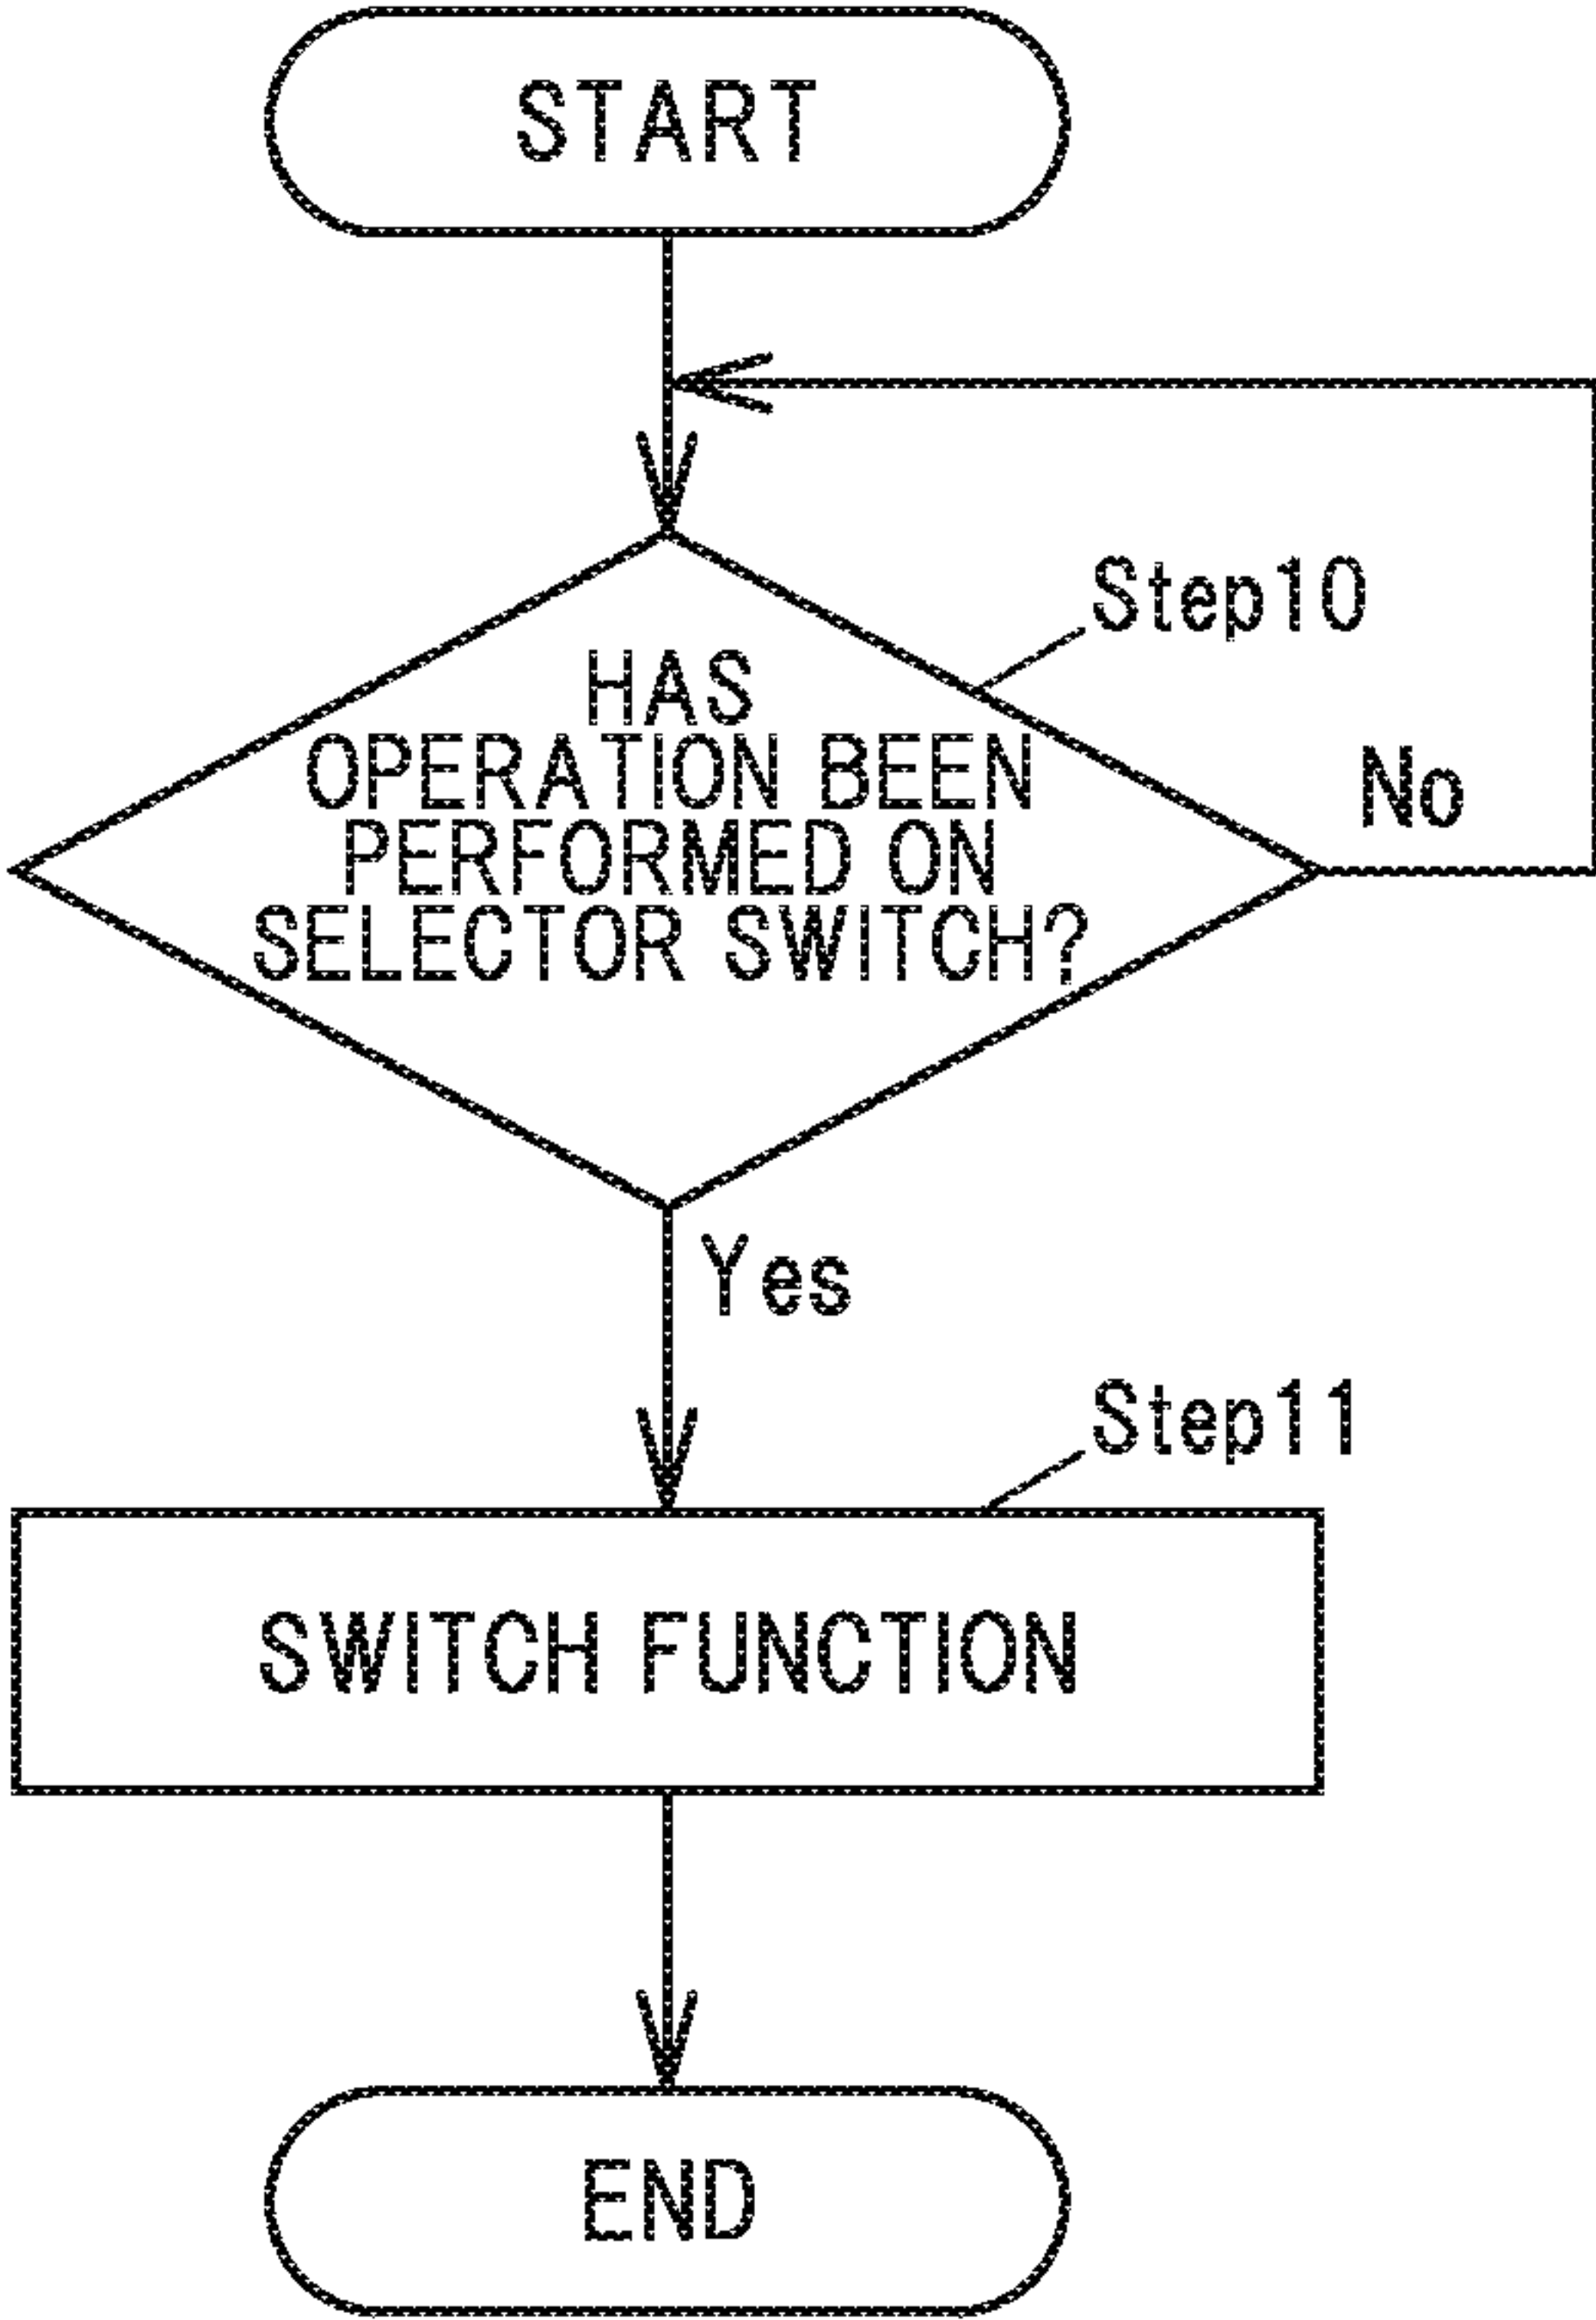 START
Step10
HAS
OPERATION BEEN
PERFORMED ON
SELECTOR SWITCH?
No
Yes
Step11
SWITCH FUNCTION
END